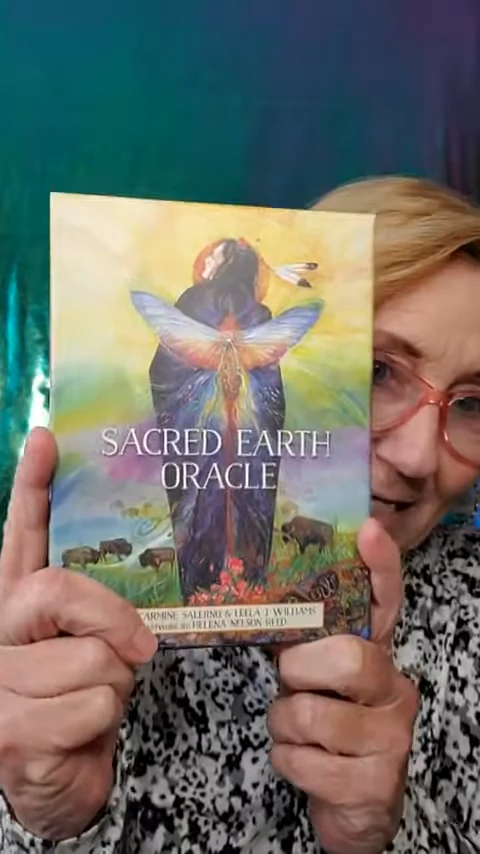 SACRED EARTH
ORACLE
CARMINE SALERNO & LEELA J. WILLIAMS
ARTWORK BY HELENA NELSON-REED